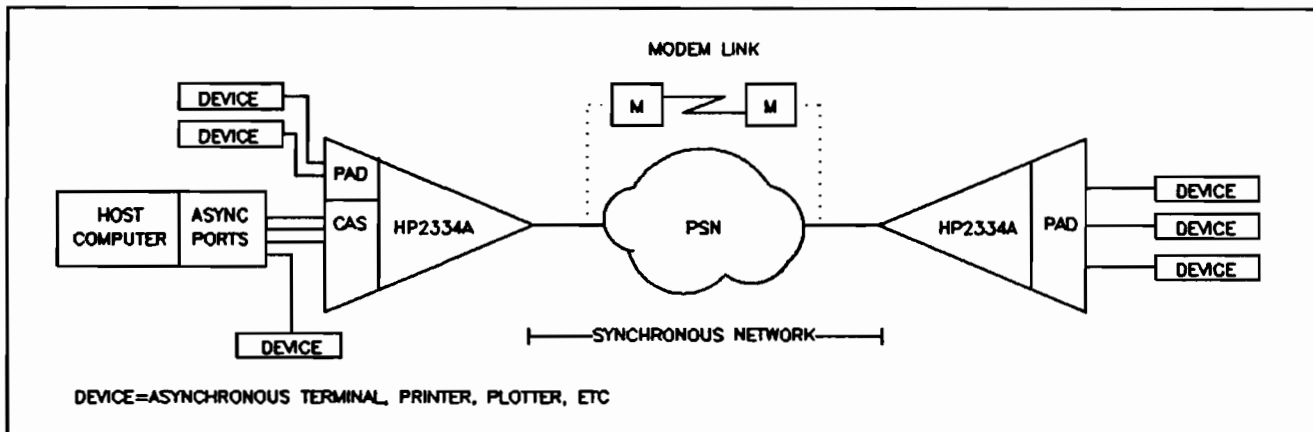 MODEM LINK
DEVICE
M
M
DEVICE
PAD
HOST
COMPUTER
ASYNC
PORTS
CAS
HP2334A
PSN
HP2334A
PAD
DEVICE
DEVICE
DEVICE
SYNCHRONOUS NETWORK
DEVICE
DEVICE=ASYNCHRONOUS TERMINAL, PRINTER, PLOTTER, ETC